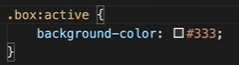 .box:active {
background-color: #333;
}